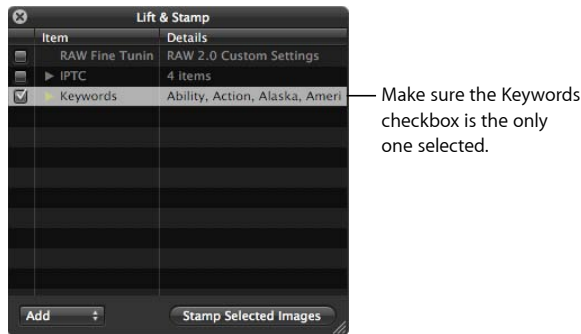 Lift & Stamp
Item Details
RAW Fine Tunin RAW 2.0 Custom Settings
IPTC 4 items
Keywords Ability, Action, Alaska, Ameri
Make sure the Keywords
checkbox is the only
one selected.
Add Stamp Selected Images